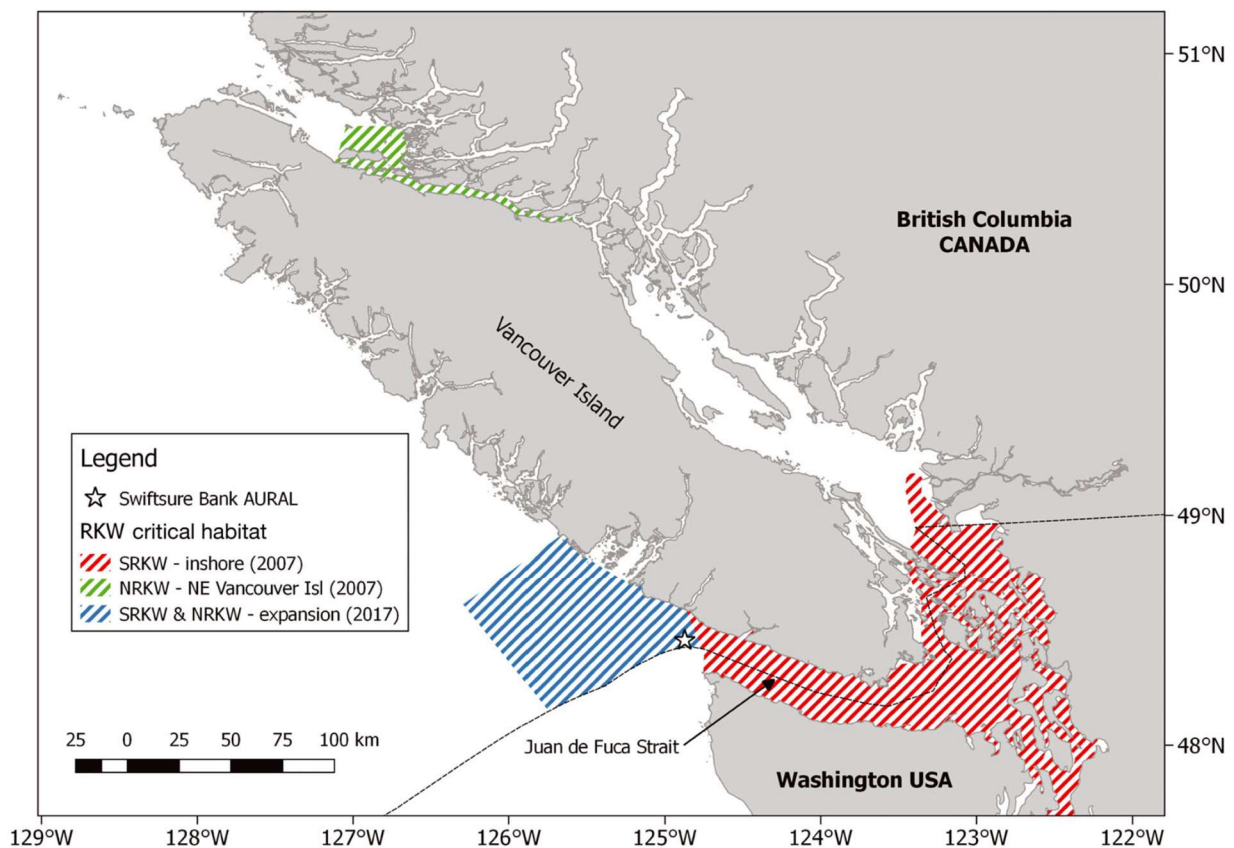 51°N
British Columbia
CANADA
50°N
Vancouver Island
Legend
Swiftsure Bank AURAL
RKW critical habitat
SRKW - inshore (2007)
NRKW - NE Vancouver Isl (2007)
SRKW & NRKW - expansion (2017)
49°N
25 0 25 50 75 100 km
Juan de Fuca Strait
48°N
Washington USA
129°W 128°W 127°W 126°W 125°W 124°W 123°W 122°W